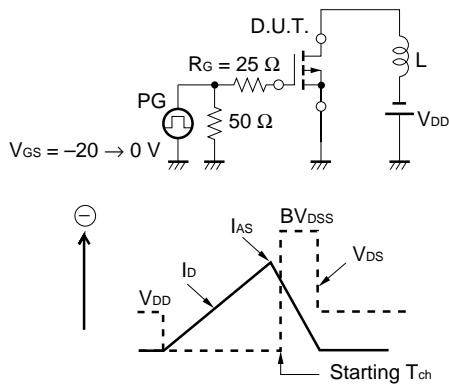 D.U.T.
RG = 25 Ω
L
PG
50 Ω
VDD
VGS = −20 → 0 V
⊖
IAS
BVDSS
ID
VDS
VDD
Starting Tch